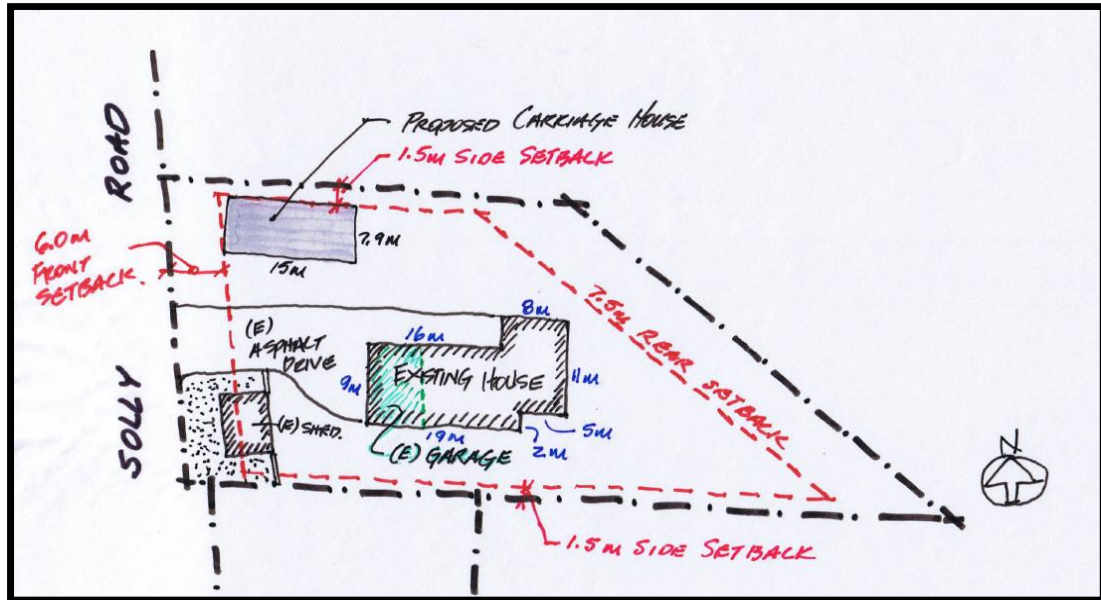 PROPOSED CARRIAGE HOUSE
1.5m SIDE SETBACK
SOLLY ROAD
6.0m
FRONT
SETBACK.
7.9m
15m
(E)
ASPHALT
DRIVE
16m
8m
9m
EXISTING HOUSE
11m
7.5m REAR SETBACK
(E) SHED.
19m
2m
5m
(E) GARAGE
N
1.5m SIDE SETBACK